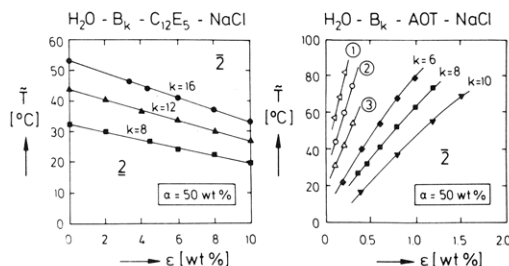 H₂O - Bₖ - C₁₂E₅ - NaCl
60
50
40
30
20
10
0
T̃
[°C]
k=16
k=12
k=8
2̄
2̲
α = 50 wt %
0 2 4 6 8 10
ε [wt %]
H₂O - Bₖ - AOT - NaCl
100
80
60
40
20
0
T̃
[°C]
①
②
③
k=6
k=8
k=10
2̄
α = 50 wt %
0 0.5 1.0 1.5 2.0
ε [wt %]